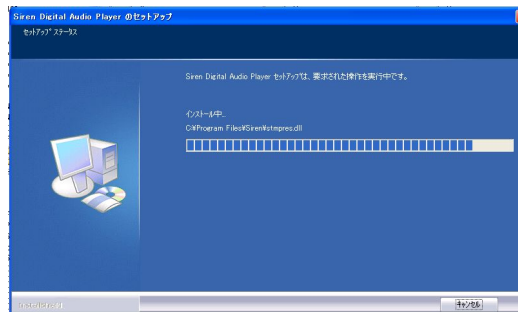 Siren Digital Audio Player のセットアップ
セットアップ ステータス
Siren Digital Audio Player セットアップは、要求された操作を実行中です。
インストール中...
C:¥Program Files¥Siren¥stmpres.dll
キャンセル